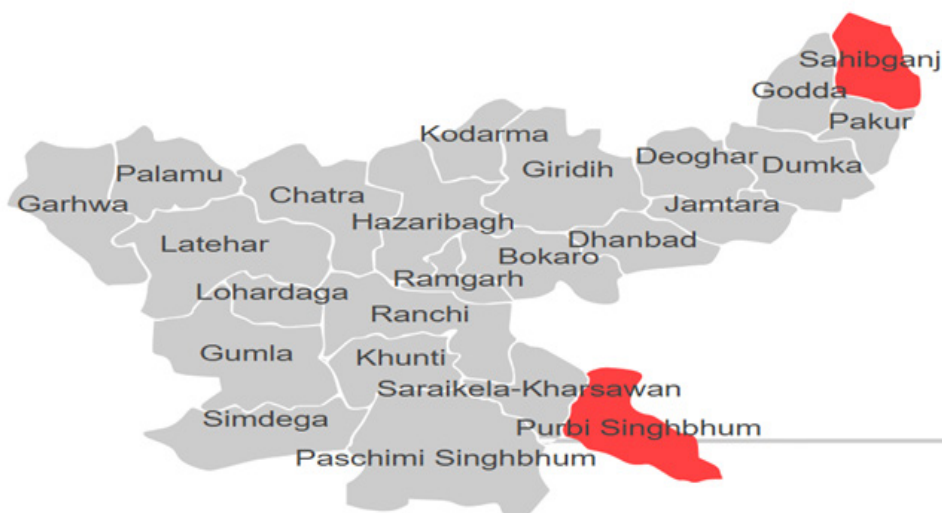 Sahibganj
Godda
Pakur
Kodarma
Giridih
Deoghar
Dumka
Palamu
Garhwa
Chatra
Hazaribagh
Jamtara
Latehar
Dhanbad
Bokaro
Ramgarh
Lohardaga
Ranchi
Gumla
Khunti
Saraikela-Kharsawan
Simdega
Purbi Singhbhum
Paschimi Singhbhum